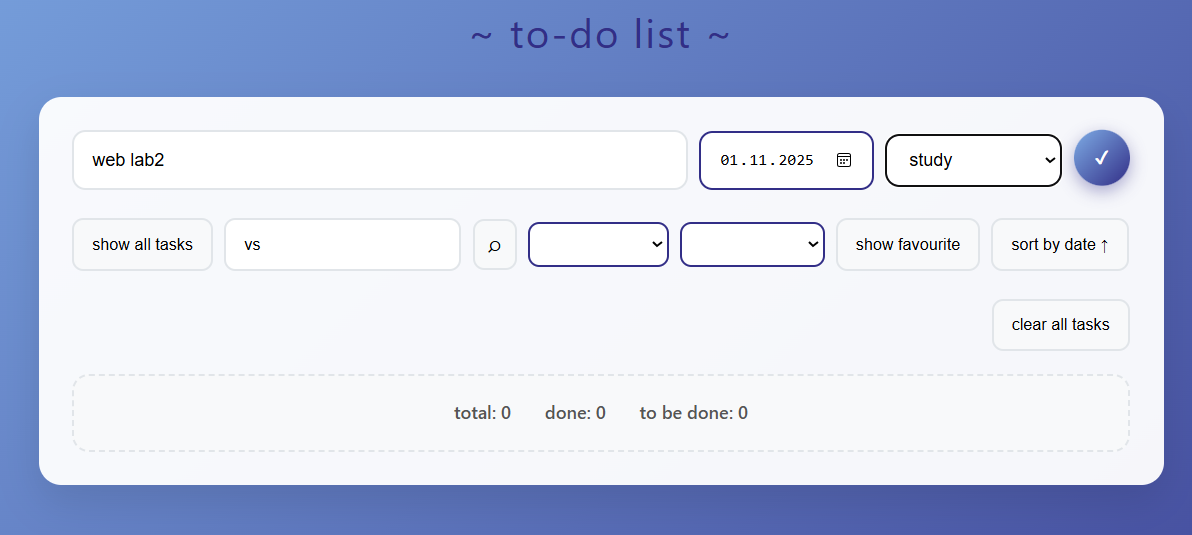 ~ to-do list ~
web lab2 01.11.2025 study ✓
show all tasks vs show favourite sort by date ↑
clear all tasks
total: 0 done: 0 to be done: 0